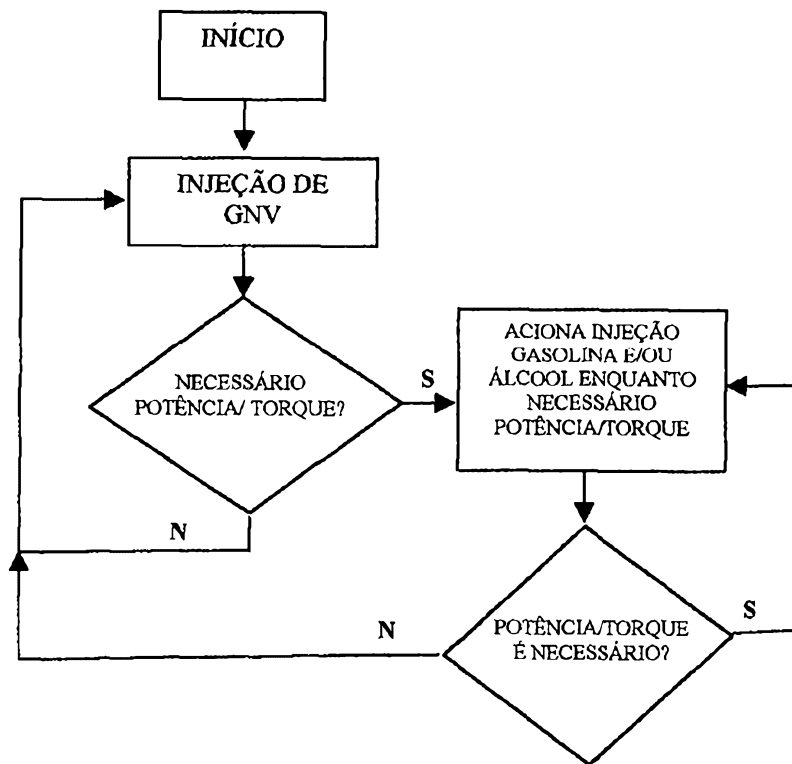 INÍCIO
INJEÇÃO DE
GNV
NECESSÁRIO
POTÊNCIA/ TORQUE?
S
N
ACIONA INJEÇÃO
GASOLINA E/OU
ÁLCOOL ENQUANTO
NECESSÁRIO
POTÊNCIA/TORQUE
POTÊNCIA/TORQUE
É NECESSÁRIO?
S
N